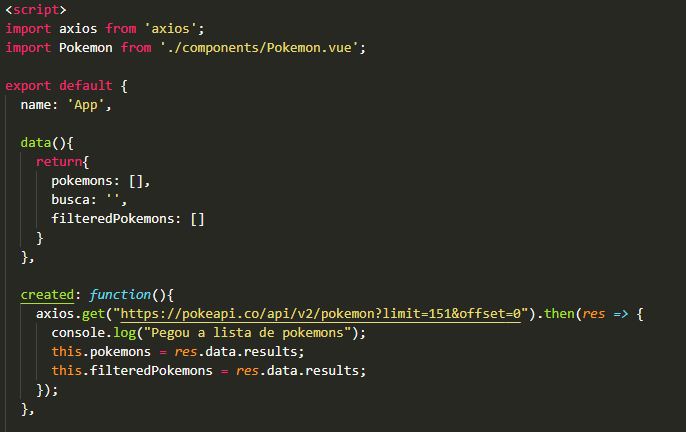 <script>
import axios from 'axios';
import Pokemon from './components/Pokemon.vue';
export default {
name: 'App',
data(){
return{
pokemons: [],
busca: '',
filteredPokemons: []
}
},
created: function(){
axios.get("https://pokeapi.co/api/v2/pokemon?limit=151&offset=0").then(res => {
console.log("Pegou a lista de pokemons");
this.pokemons = res.data.results;
this.filteredPokemons = res.data.results;
});
},